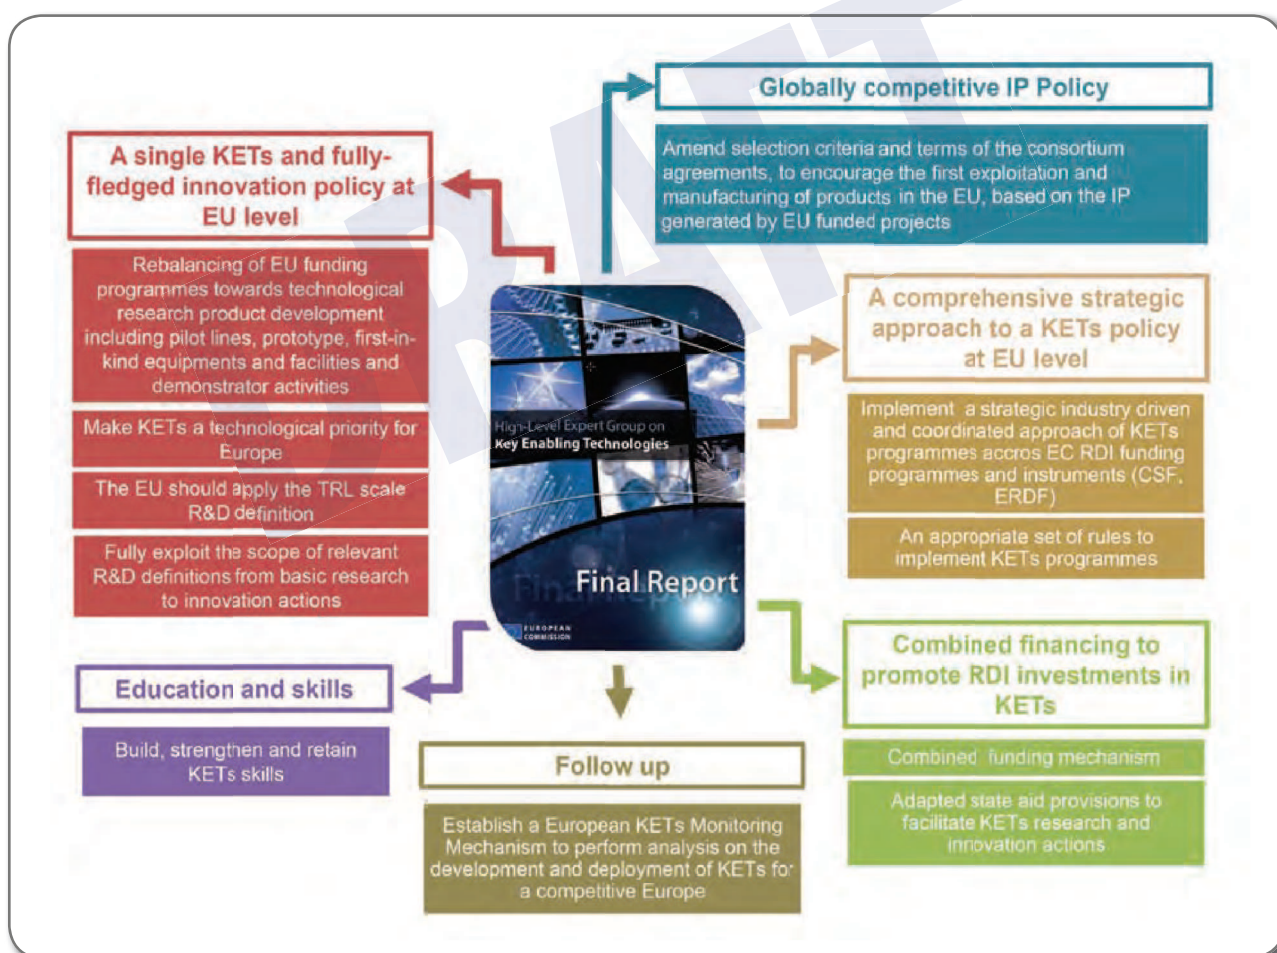 DRAFT
Globally competitive IP Policy
Amend selection criteria and terms of the consortium
agreements, to encourage the first exploitation and
manufacturing of products in the EU, based on the IP
generated by EU funded projects
A single KETs and fully-
fledged innovation policy at
EU level
Rebalancing of EU funding
programmes towards technological
research product development
including pilot lines, prototype, first-in-
kind equipments and facilities and
demonstrator activities
Make KETs a technological priority for
Europe
The EU should apply the TRL scale
R&D definition
Fully exploit the scope of relevant
R&D definitions from basic research
to innovation actions
High-Level Expert Group on
Key Enabling Technologies
Final Report
Final Report
EUROPEAN
COMMISSION
A comprehensive strategic
approach to a KETs policy
at EU level
Implement a strategic industry driven
and coordinated approach of KETs
programmes accros EC RDI funding
programmes and instruments (CSF,
ERDF)
An appropriate set of rules to
implement KETs programmes
Education and skills
Build, strengthen and retain
KETs skills
Follow up
Establish a European KETs Monitoring
Mechanism to perform analysis on the
development and deployment of KETs for
a competitive Europe
Combined financing to
promote RDI investments in
KETs
Combined funding mechanism
Adapted state aid provisions to
facilitate KETs research and
innovation actions